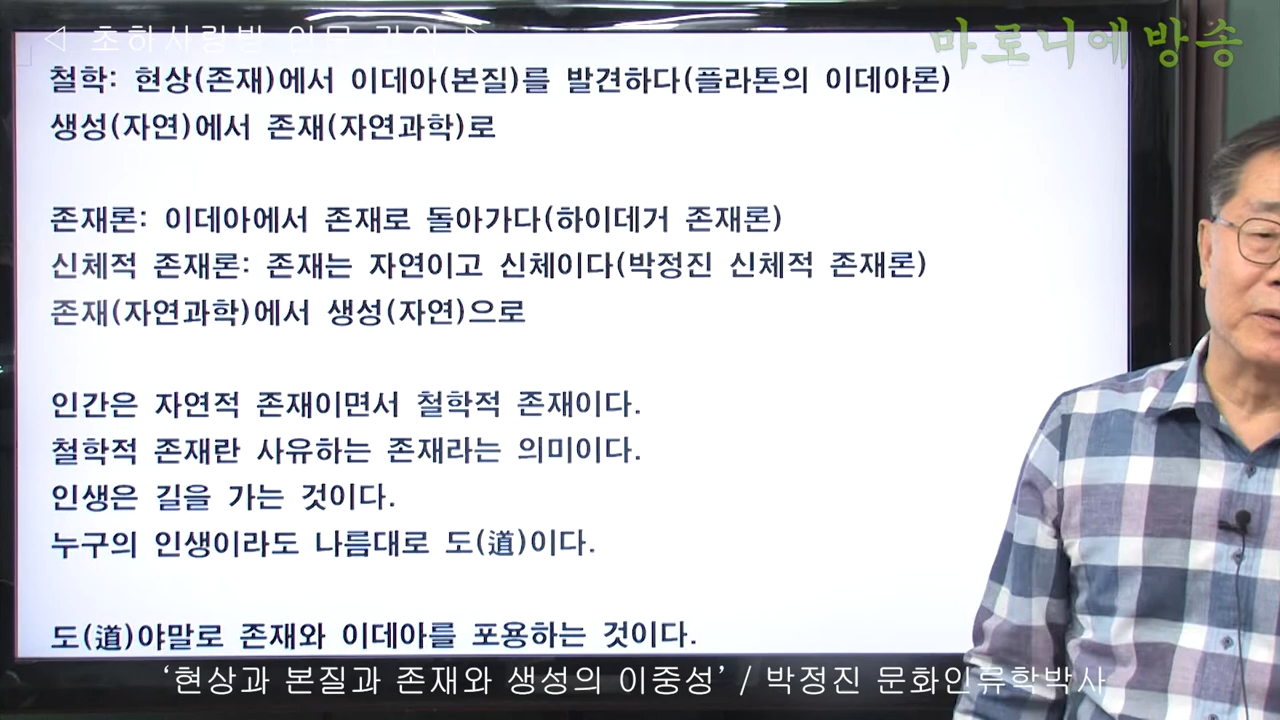 마로니에방송
철학: 현상(존재)에서 이데아(본질)를 발견하다(플라톤의 이데아론)
생성(자연)에서 존재(자연과학)로
존재론: 이데아에서 존재로 돌아가다(하이데거 존재론)
신체적 존재론: 존재는 자연이고 신체이다(박정진 신체적 존재론)
존재(자연과학)에서 생성(자연)으로
인간은 자연적 존재이면서 철학적 존재이다.
철학적 존재란 사유하는 존재라는 의미이다.
인생은 길을 가는 것이다.
누구의 인생이라도 나름대로 도(道)이다.
도(道)야말로 존재와 이데아를 포용하는 것이다.
‘현상과 본질과 존재와 생성의 이중성’ / 박정진 문화인류학박사